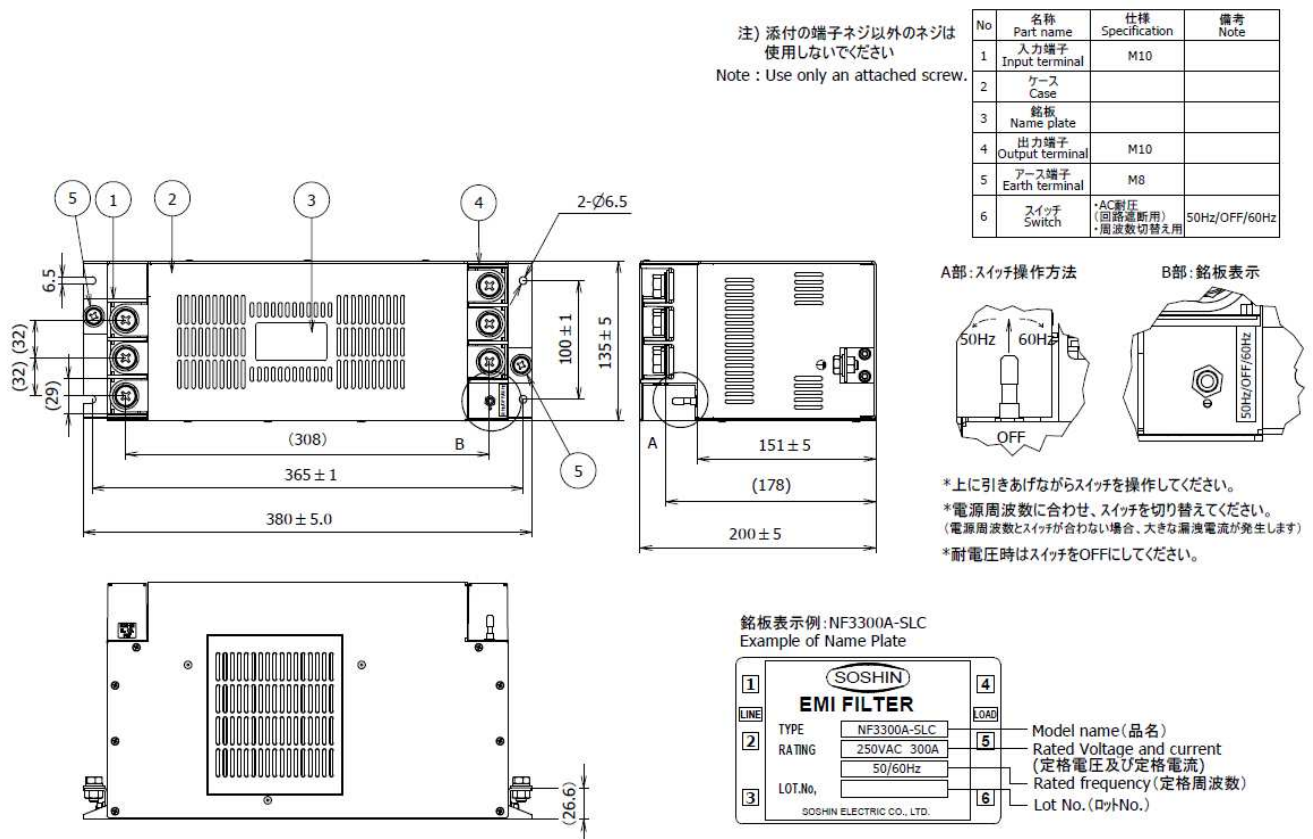 注) 添付の端子ネジ以外のネジは
使用しないでください
Note : Use only an attached screw.
No 名称 Part name 仕様 Specification 備考 Note
1 入力端子 Input terminal M10
2 ケース Case
3 銘板 Name plate
4 出力端子 Output terminal M10
5 アース端子 Earth terminal M8
6 スイッチ Switch ・AC耐圧 (回路遮断用) ・周波数切替え用 50Hz/OFF/60Hz
5
1
2
3
4
2-Ø6.5
6.5
(32)
(32)
(29)
100±1
135±5
(308)
B
365±1
380±5.0
5
A
151±5
(178)
200±5
A部:スイッチ操作方法
50Hz
60Hz
OFF
B部:銘板表示
50Hz/OFF/60Hz
*上に引きあげながらスイッチを操作してください。
*電源周波数に合わせ、スイッチを切り替えてください。
(電源周波数とスイッチが合わない場合、大きな漏洩電流が発生します)
*耐電圧時はスイッチをOFFにしてください。
(26.6)
銘板表示例:NF3300A-SLC
Example of Name Plate
SOSHIN
EMI FILTER
1
LINE
2
3
4
LOAD
5
6
TYPE NF3300A-SLC
RATING 250VAC 300A
50/60Hz
LOT.No,
SOSHIN ELECTRIC CO., LTD.
Model name(品名)
Rated Voltage and current
(定格電圧及び定格電流)
Rated frequency(定格周波数)
Lot No.(ロットNo.)